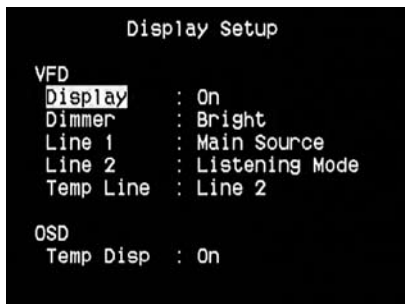 Display Setup
VFD
Display : On
Dimmer : Bright
Line 1 : Main Source
Line 2 : Listening Mode
Temp Line : Line 2
OSD
Temp Disp : On